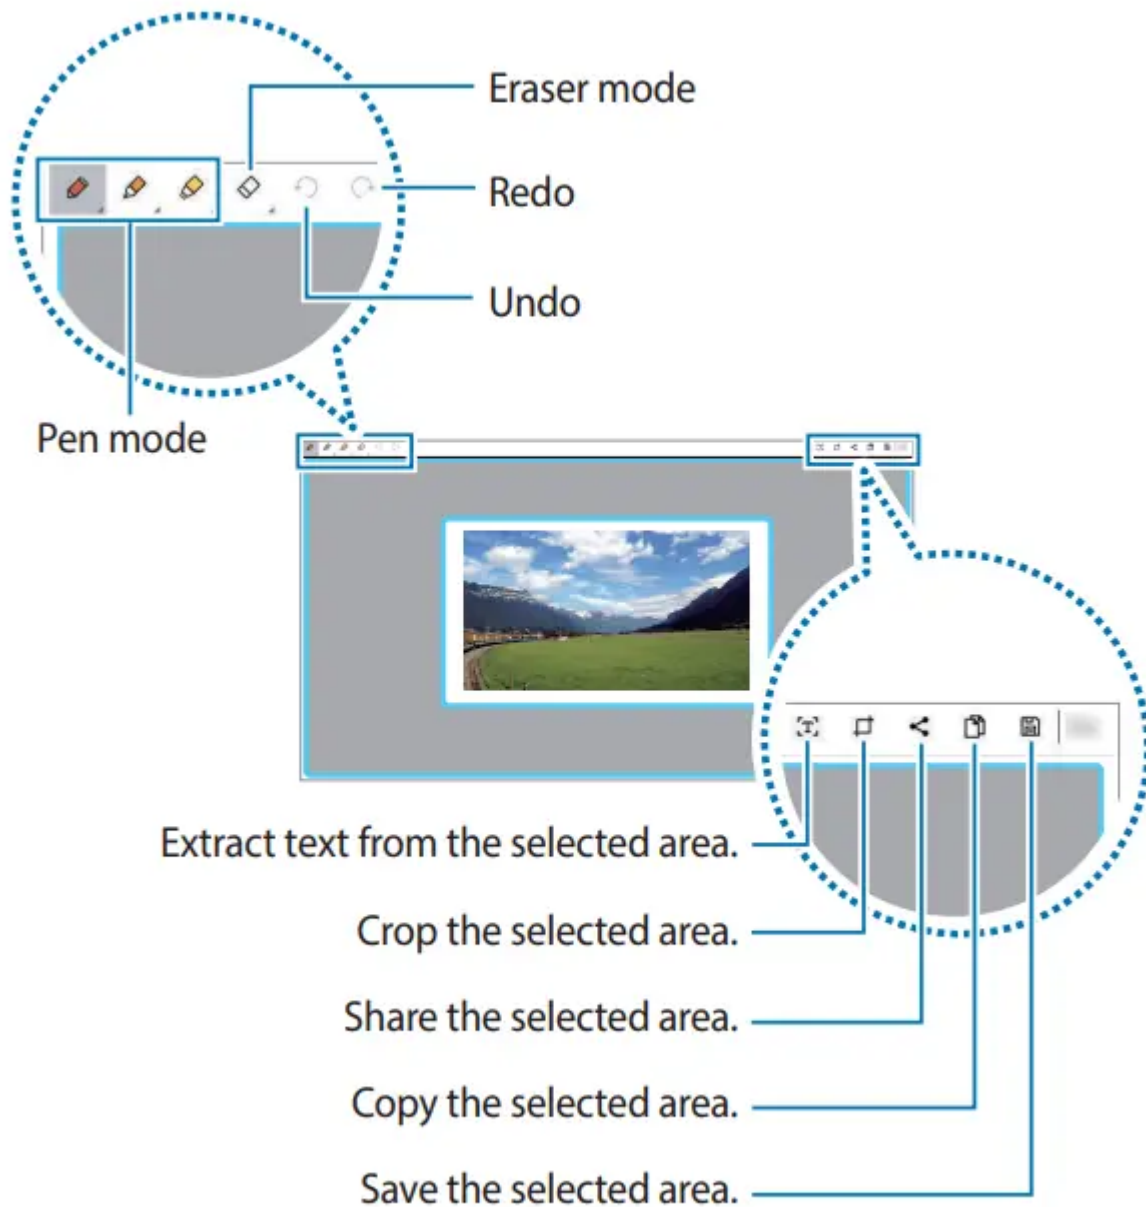 Eraser mode
Redo
Undo
Pen mode
Extract text from the selected area.
Crop the selected area.
Share the selected area.
Copy the selected area.
Save the selected area.